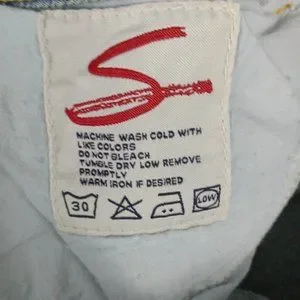 MACHINE WASH COLD WITH
LIKE COLORS
DO NOT BLEACH
TUMBLE DRY LOW REMOVE
PROMPTLY
WARM IRON IF DESIRED
30
LOW